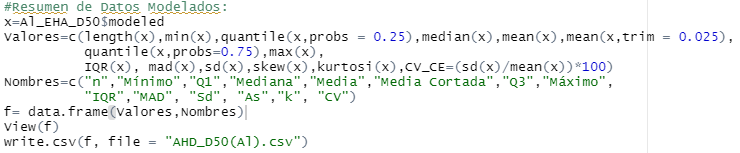 #Resumen de Datos Modelados:
x=Al_EHA_D50$modeled
Valores=c(length(x),min(x),quantile(x,probs = 0.25),median(x),mean(x),mean(x,trim = 0.025),
quantile(x,probs=0.75),max(x),
IQR(x), mad(x),sd(x),skew(x),kurtosi(x),CV_CE=(sd(x)/mean(x))*100)
Nombres=c("n","Mínimo","Q1","Mediana","Media","Media Cortada","Q3","Máximo",
"IQR","MAD", "Sd", "As","k", "CV")
f= data.frame(Valores,Nombres)
View(f)
write.csv(f, file = "AHD_D50(Al).csv")